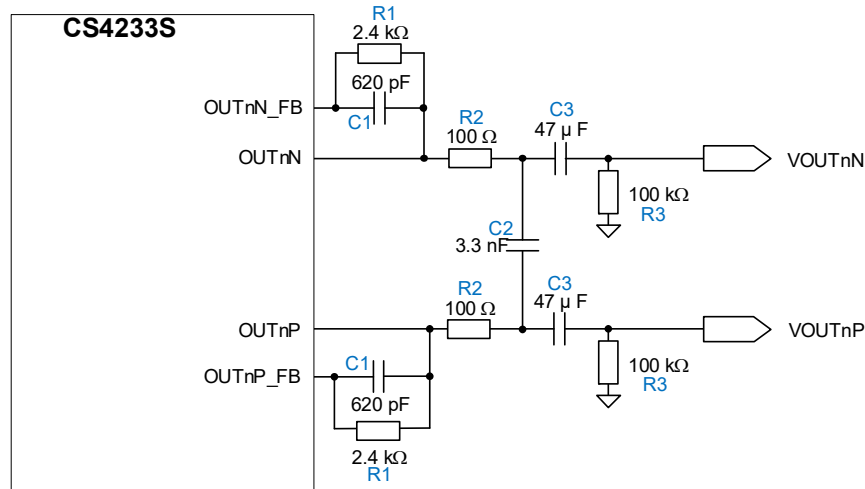 CS4233S
R1
2.4 kΩ
620 pF
OUTnN_FB
C1
R2
C3
100 Ω
47 µ F
OUTnN
VOUTnN
100 kΩ
R3
C2
3.3 nF
R2
C3
100 Ω
47 µ F
OUTnP
VOUTnP
C1
100 kΩ
OUTnP_FB
R3
620 pF
2.4 kΩ
R1